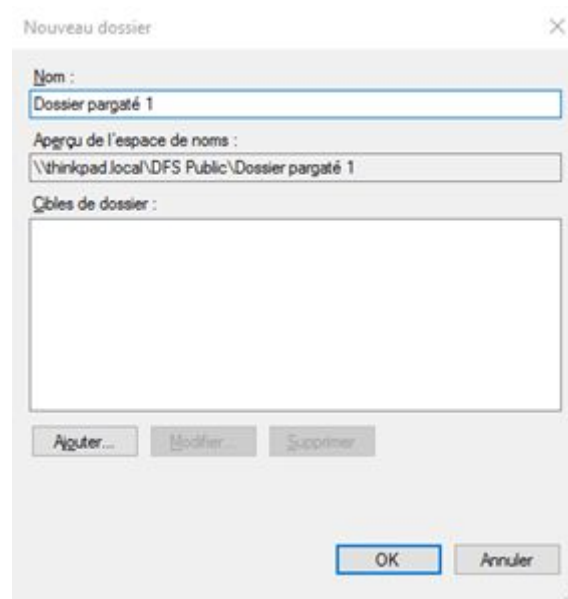 Nouveau dossier
Nom :
Dossier pargaté 1
Aperçu de l'espace de noms :
\\thinkpad.local\DFS Public\Dossier pargaté 1
Cibles de dossier :
Ajouter... Modifier... Supprimer
OK Annuler